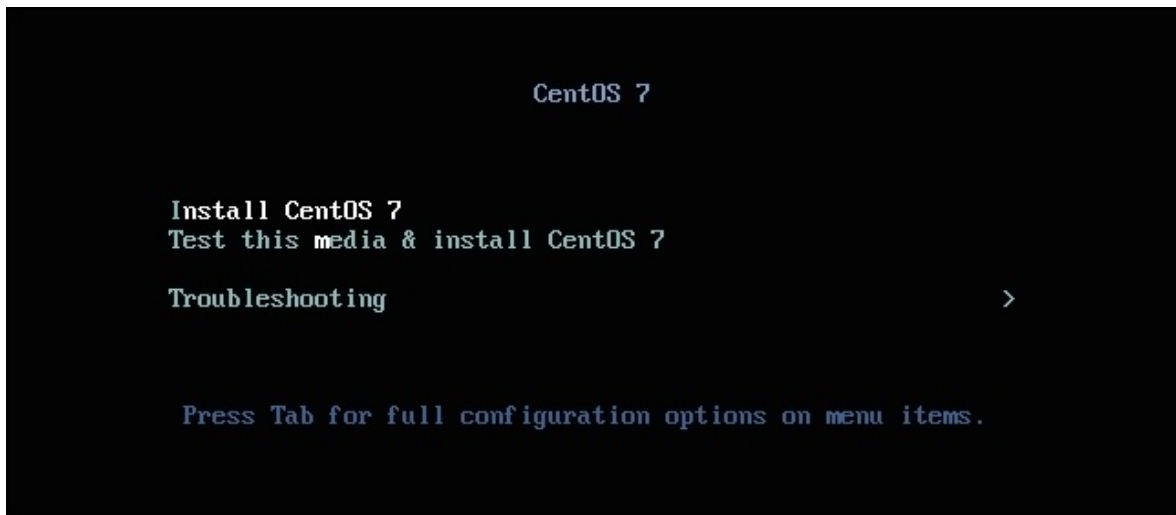 CentOS 7
Install CentOS 7
Test this media & install CentOS 7
Troubleshooting >
Press Tab for full configuration options on menu items.